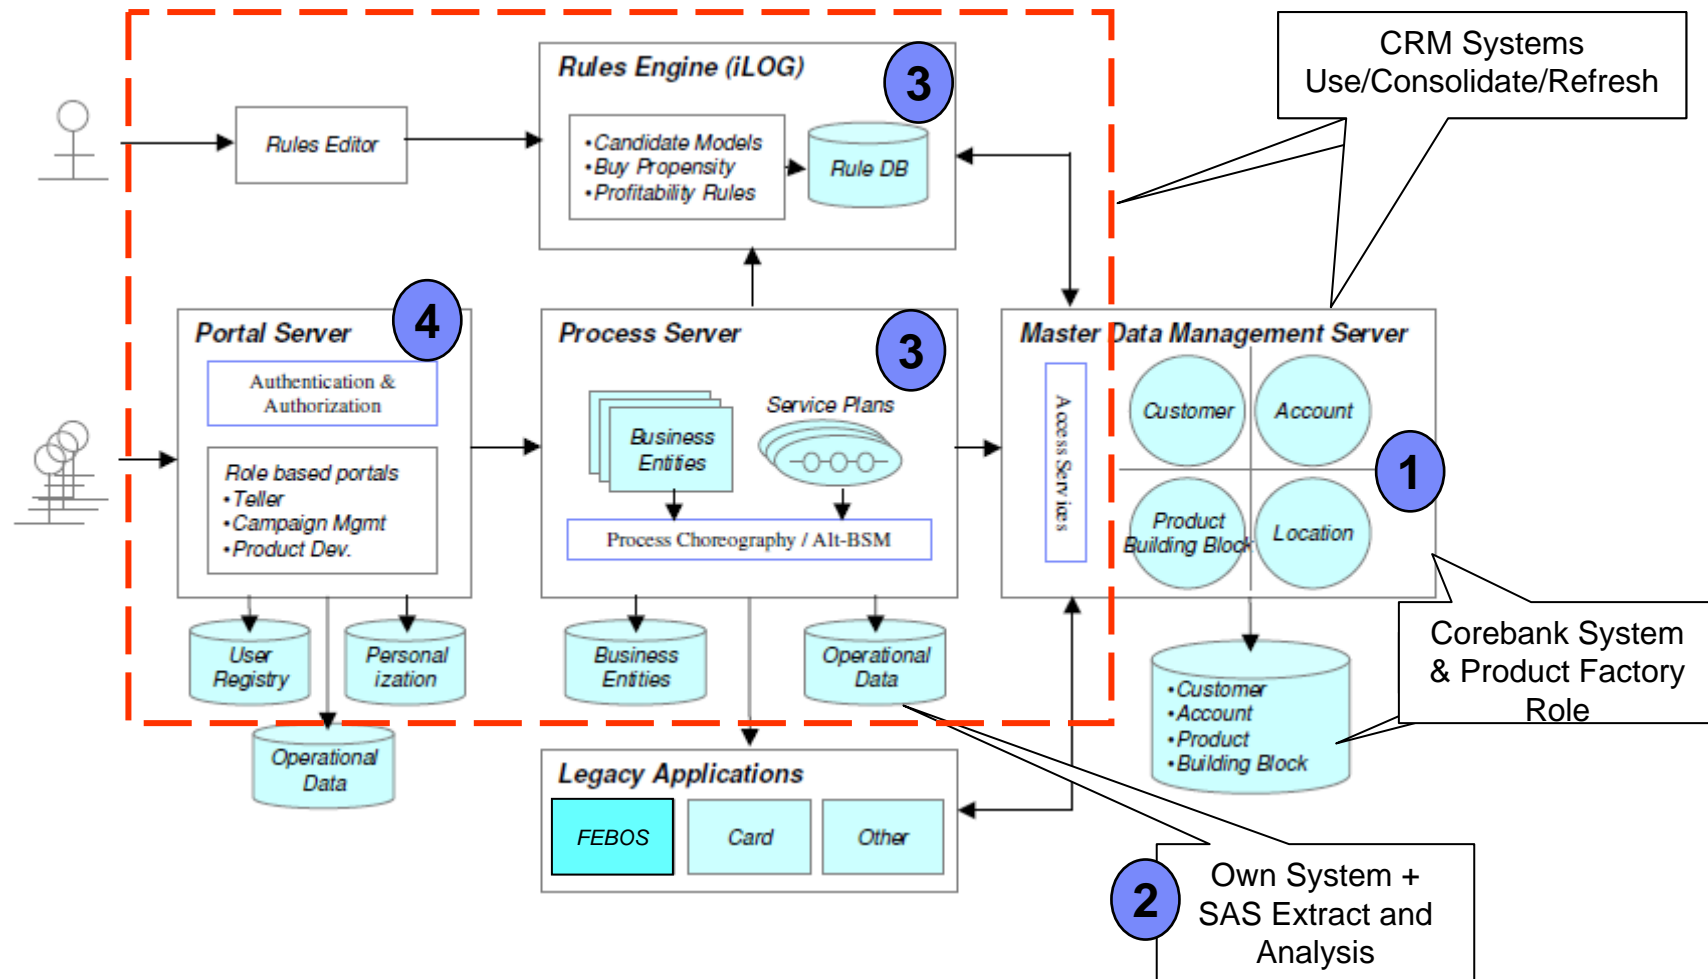 CRM Systems
Use/Consolidate/Refresh
Rules Engine (iLOG)
3
Rules Editor
•Candidate Models
•Buy Propensity
•Profitability Rules
Rule DB
Portal Server
4
Authentication &
Authorization
Role based portals
•Teller
•Campaign Mgmt
•Product Dev.
User
Registry
Personal
ization
Operational
Data
Process Server
3
Business
Entities
Service Plans
Process Choreography / Alt-BSM
Business
Entities
Operational
Data
Master Data Management Server
Access Services
Customer
Account
Product
Building Block
Location
1
Corebank System
& Product Factory
Role
•Customer
•Account
•Product
•Building Block
Legacy Applications
FEBOS
Card
Other
2
Own System +
SAS Extract and
Analysis